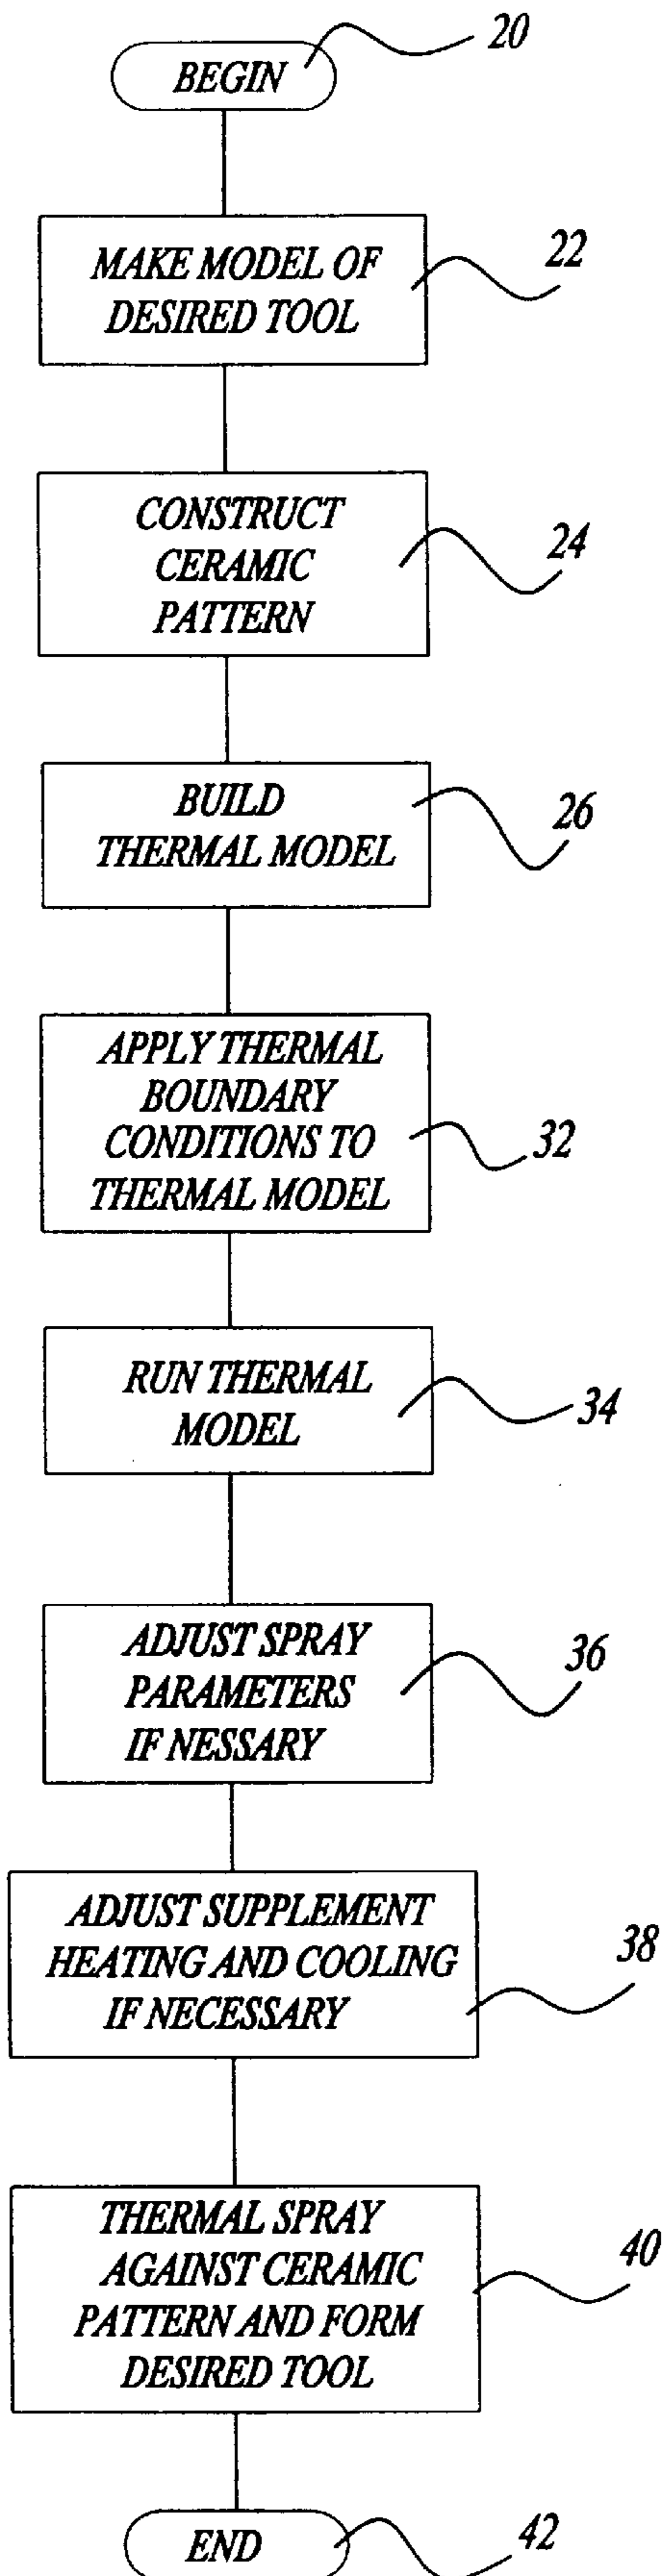 BEGIN
20
MAKE MODEL OF
DESIRED TOOL
22
CONSTRUCT
CERAMIC
PATTERN
24
BUILD
THERMAL MODEL
26
APPLY THERMAL
BOUNDARY
CONDITIONS TO
THERMAL MODEL
32
RUN THERMAL
MODEL
34
ADJUST SPRAY
PARAMETERS
IF NESSARY
36
ADJUST SUPPLEMENT
HEATING AND COOLING
IF NECESSARY
38
THERMAL SPRAY
AGAINST CERAMIC
PATTERN AND FORM
DESIRED TOOL
40
END
42